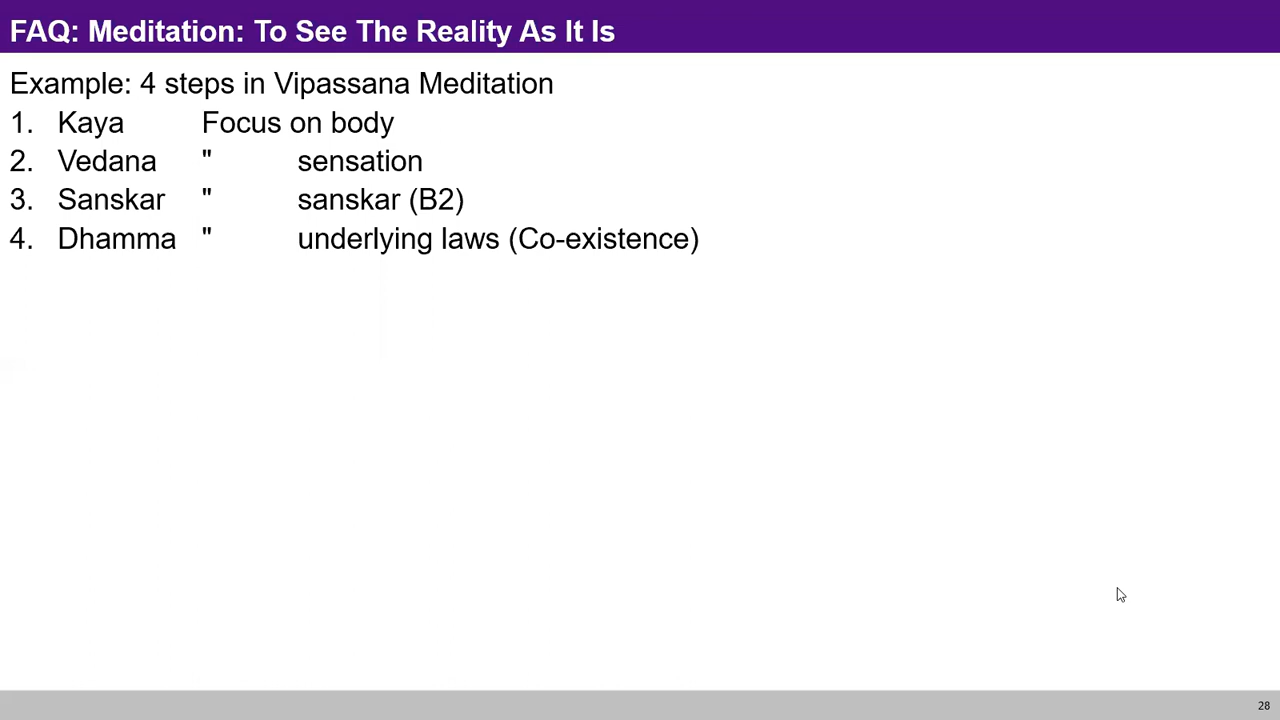 FAQ: Meditation: To See The Reality As It Is
Example: 4 steps in Vipassana Meditation
1. Kaya Focus on body
2. Vedana " sensation
3. Sanskar " sanskar (B2)
4. Dhamma " underlying laws (Co-existence)
28